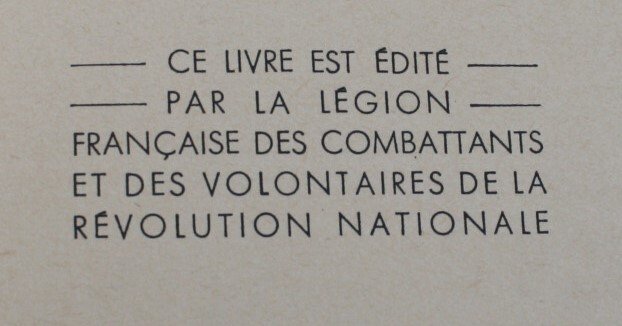 CE LIVRE EST ÉDITÉ
PAR LA LÉGION
FRANÇAISE DES COMBATTANTS
ET DES VOLONTAIRES DE LA
RÉVOLUTION NATIONALE